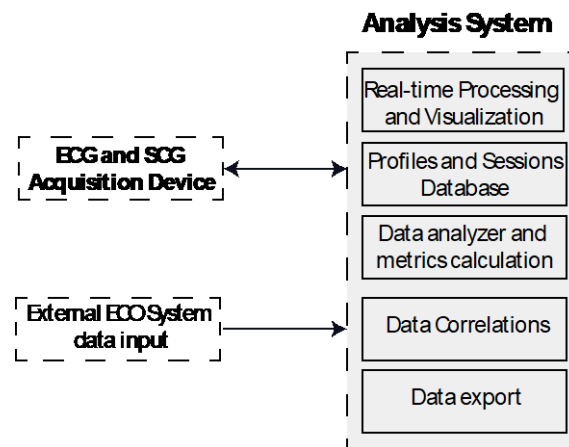 Analysis System
Real-time Processing
and Visualization
ECG and SCG
Acquisition Device
Profiles and Sessions
Database
Data analyzer and
metrics calculation
External ECO System
data input
Data Correlations
Data export